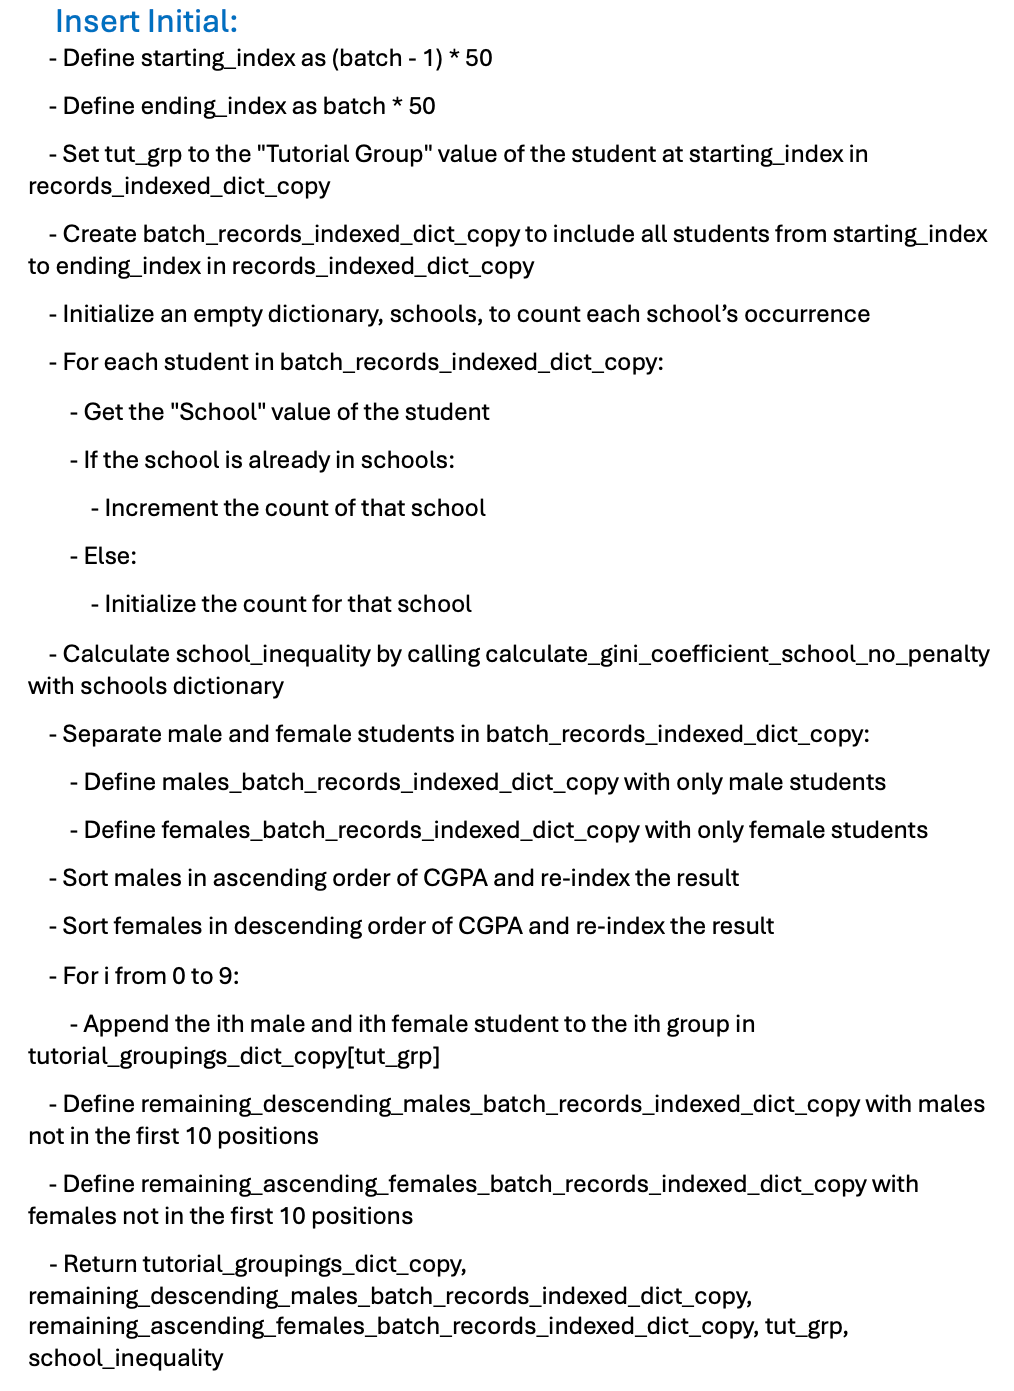 Insert Initial:
- Define starting_index as (batch - 1) * 50
- Define ending_index as batch * 50
- Set tut_grp to the "Tutorial Group" value of the student at starting_index in
records_indexed_dict_copy
- Create batch_records_indexed_dict_copy to include all students from starting_index
to ending_index in records_indexed_dict_copy
- Initialize an empty dictionary, schools, to count each school’s occurrence
- For each student in batch_records_indexed_dict_copy:
- Get the "School" value of the student
- If the school is already in schools:
- Increment the count of that school
- Else:
- Initialize the count for that school
- Calculate school_inequality by calling calculate_gini_coefficient_school_no_penalty
with schools dictionary
- Separate male and female students in batch_records_indexed_dict_copy:
- Define males_batch_records_indexed_dict_copy with only male students
- Define females_batch_records_indexed_dict_copy with only female students
- Sort males in ascending order of CGPA and re-index the result
- Sort females in descending order of CGPA and re-index the result
- For i from 0 to 9:
- Append the ith male and ith female student to the ith group in
tutorial_groupings_dict_copy[tut_grp]
- Define remaining_descending_males_batch_records_indexed_dict_copy with males
not in the first 10 positions
- Define remaining_ascending_females_batch_records_indexed_dict_copy with
females not in the first 10 positions
- Return tutorial_groupings_dict_copy,
remaining_descending_males_batch_records_indexed_dict_copy,
remaining_ascending_females_batch_records_indexed_dict_copy, tut_grp,
school_inequality